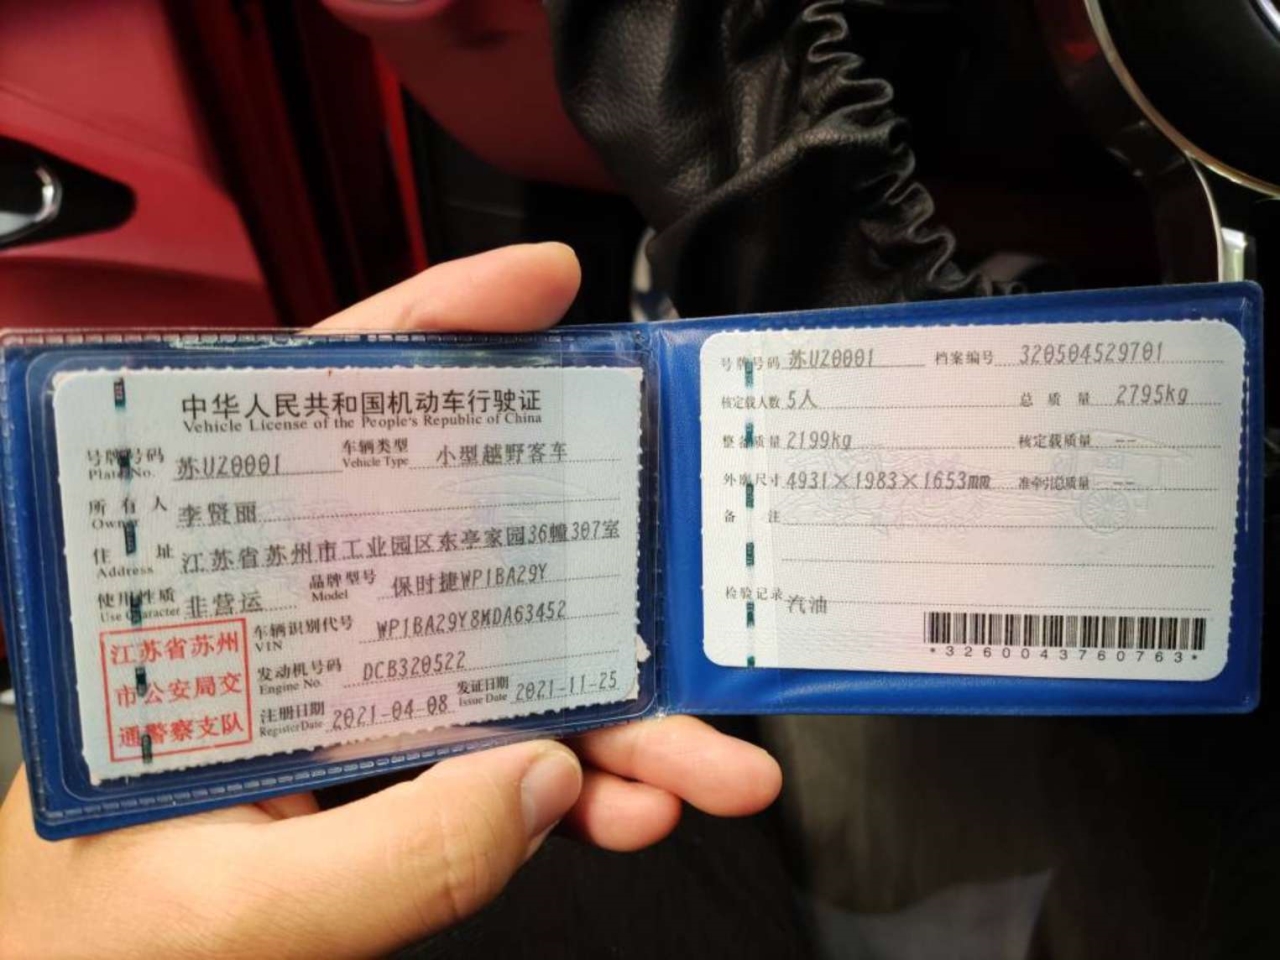 中华人民共和国机动车行驶证
Vehicle License of the People's Republic of China
号牌号码 苏UZ0001 车辆类型 小型越野客车
Plate No. Vehicle Type
所有人 李贤丽
Owner
住址 江苏省苏州市工业园区东亭家园36幢307室
Address
使用性质 非营运 品牌型号 保时捷WP1BA29Y
Use Character Model
车辆识别代号 WP1BA29Y8MDA63452
VIN
发动机号码 DCB320522
Engine No.
注册日期 2021-04-08 发证日期 2021-11-25
Register Date Issue Date
江苏省苏州
市公安局交
通警察支队
号牌号码 苏UZ0001 档案编号 320504529701
核定载人数 5人 总质量 2795kg
整备质量 2199kg 核定载质量 --
外廓尺寸 4931×1983×1653mm 准牵引总质量 --
备注
检验记录 汽油
*3260043760763*